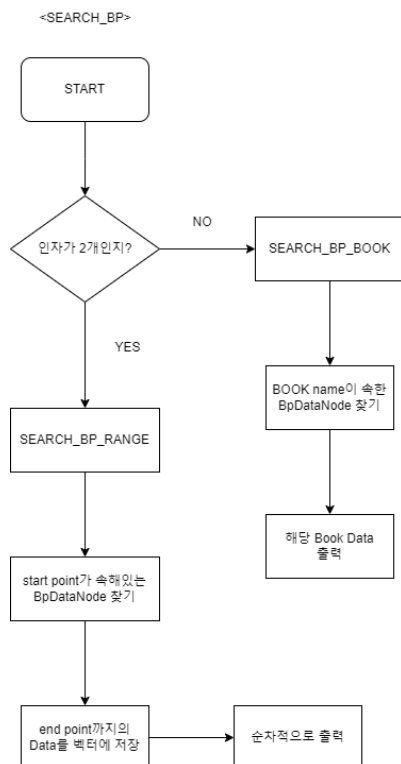 <SEARCH_BP>
START
인자가 2개인지?
NO
SEARCH_BP_BOOK
YES
BOOK name이 속한
BpDataNode 찾기
SEARCH_BP_RANGE
해당 Book Data
출력
start point가 속해있는
BpDataNode 찾기
end point까지의
Data를 벡터에 저장
순차적으로 출력